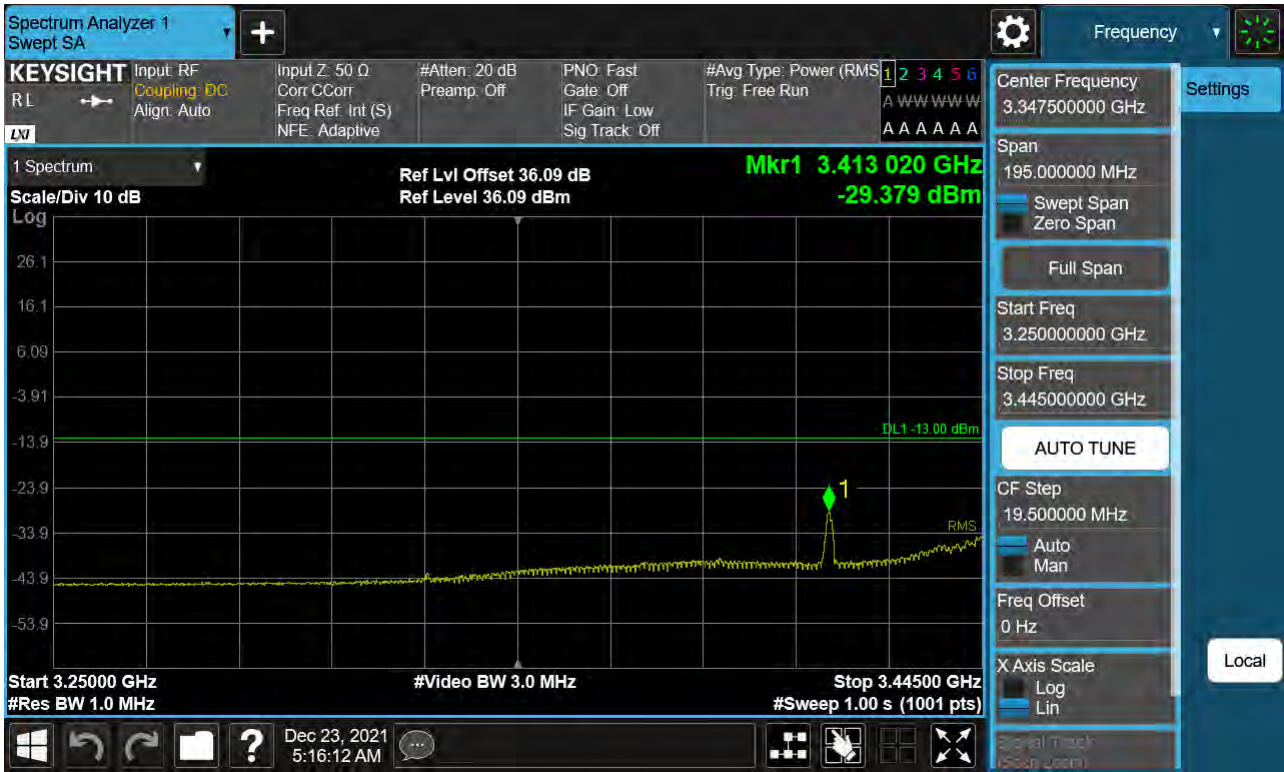 Spectrum Analyzer 1
Swept SA
+
Frequency
KEYSIGHT
RL
LXI
Input: RF
Coupling: DC
Align: Auto
Input Z: 50 Ω
Corr CCorr
Freq Ref: Int (S)
NFE: Adaptive
#Atten: 20 dB
Preamp: Off
PNO: Fast
Gate: Off
IF Gain: Low
Sig Track: Off
#Avg Type: Power (RMS
Trig: Free Run
1 2 3 4 5 6
A W W W W W
A A A A A A
1 Spectrum
Scale/Div 10 dB
Log
Ref Lvl Offset 36.09 dB
Ref Level 36.09 dBm
Mkr1 3.413 020 GHz
-29.379 dBm
26.1
16.1
6.09
-3.91
-13.9
-23.9
-33.9
-43.9
-53.9
DL1 -13.00 dBm
1
RMS
Start 3.25000 GHz
#Res BW 1.0 MHz
#Video BW 3.0 MHz
Stop 3.44500 GHz
#Sweep 1.00 s (1001 pts)
Center Frequency
3.347500000 GHz
Span
195.000000 MHz
Swept Span
Zero Span
Full Span
Start Freq
3.250000000 GHz
Stop Freq
3.445000000 GHz
AUTO TUNE
CF Step
19.500000 MHz
Auto
Man
Freq Offset
0 Hz
X Axis Scale
Log
Lin
Signal Track
(Span Zoom)
Settings
Local
?
Dec 23, 2021
5:16:12 AM